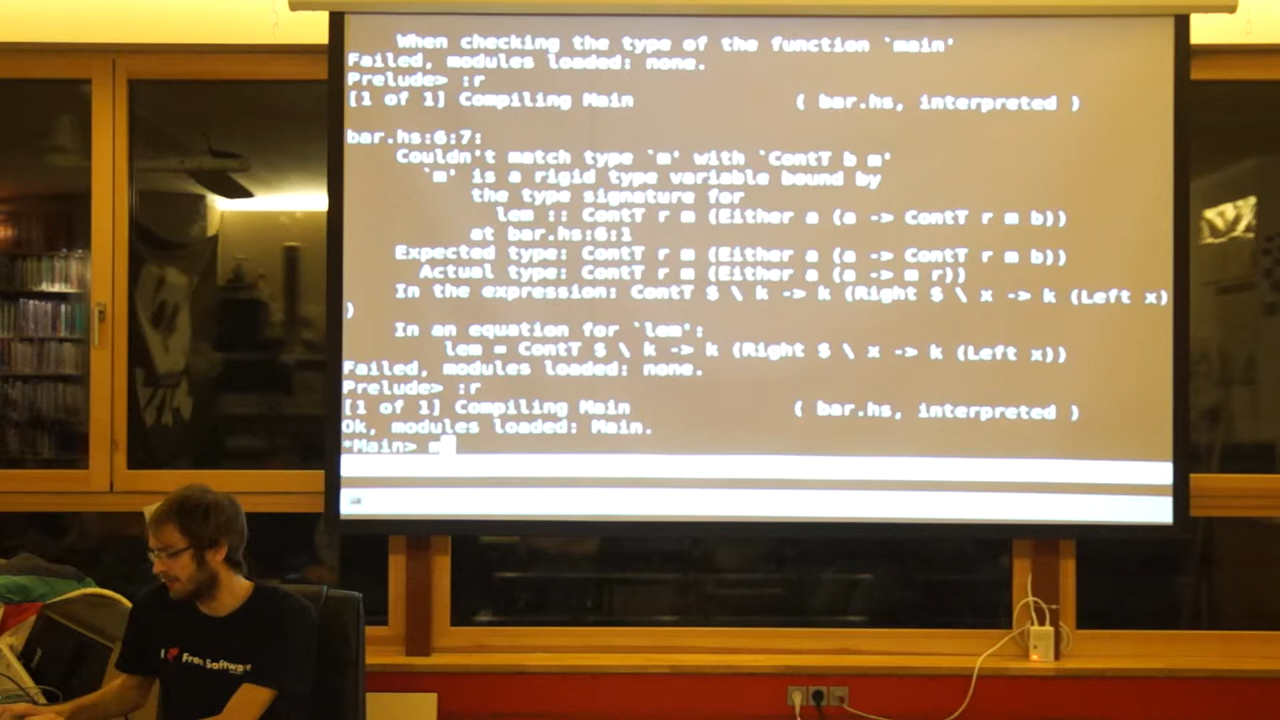 When checking the type of the function `main'
Failed, modules loaded: none.
Prelude> :r
[1 of 1] Compiling Main ( bar.hs, interpreted )
bar.hs:6:7:
Couldn't match type `m' with `ContT b m'
`m' is a rigid type variable bound by
the type signature for
lem :: ContT r m (Either a (a -> ContT r m b))
at bar.hs:6:1
Expected type: ContT r m (Either a (a -> ContT r m b))
Actual type: ContT r m (Either a (a -> m r))
In the expression: ContT $ \ k -> k (Right $ \ x -> k (Left x)
)
In an equation for `lem':
lem = ContT $ \ k -> k (Right $ \ x -> k (Left x))
Failed, modules loaded: none.
Prelude> :r
[1 of 1] Compiling Main ( bar.hs, interpreted )
Ok, modules loaded: Main.
*Main> m
I Free Software